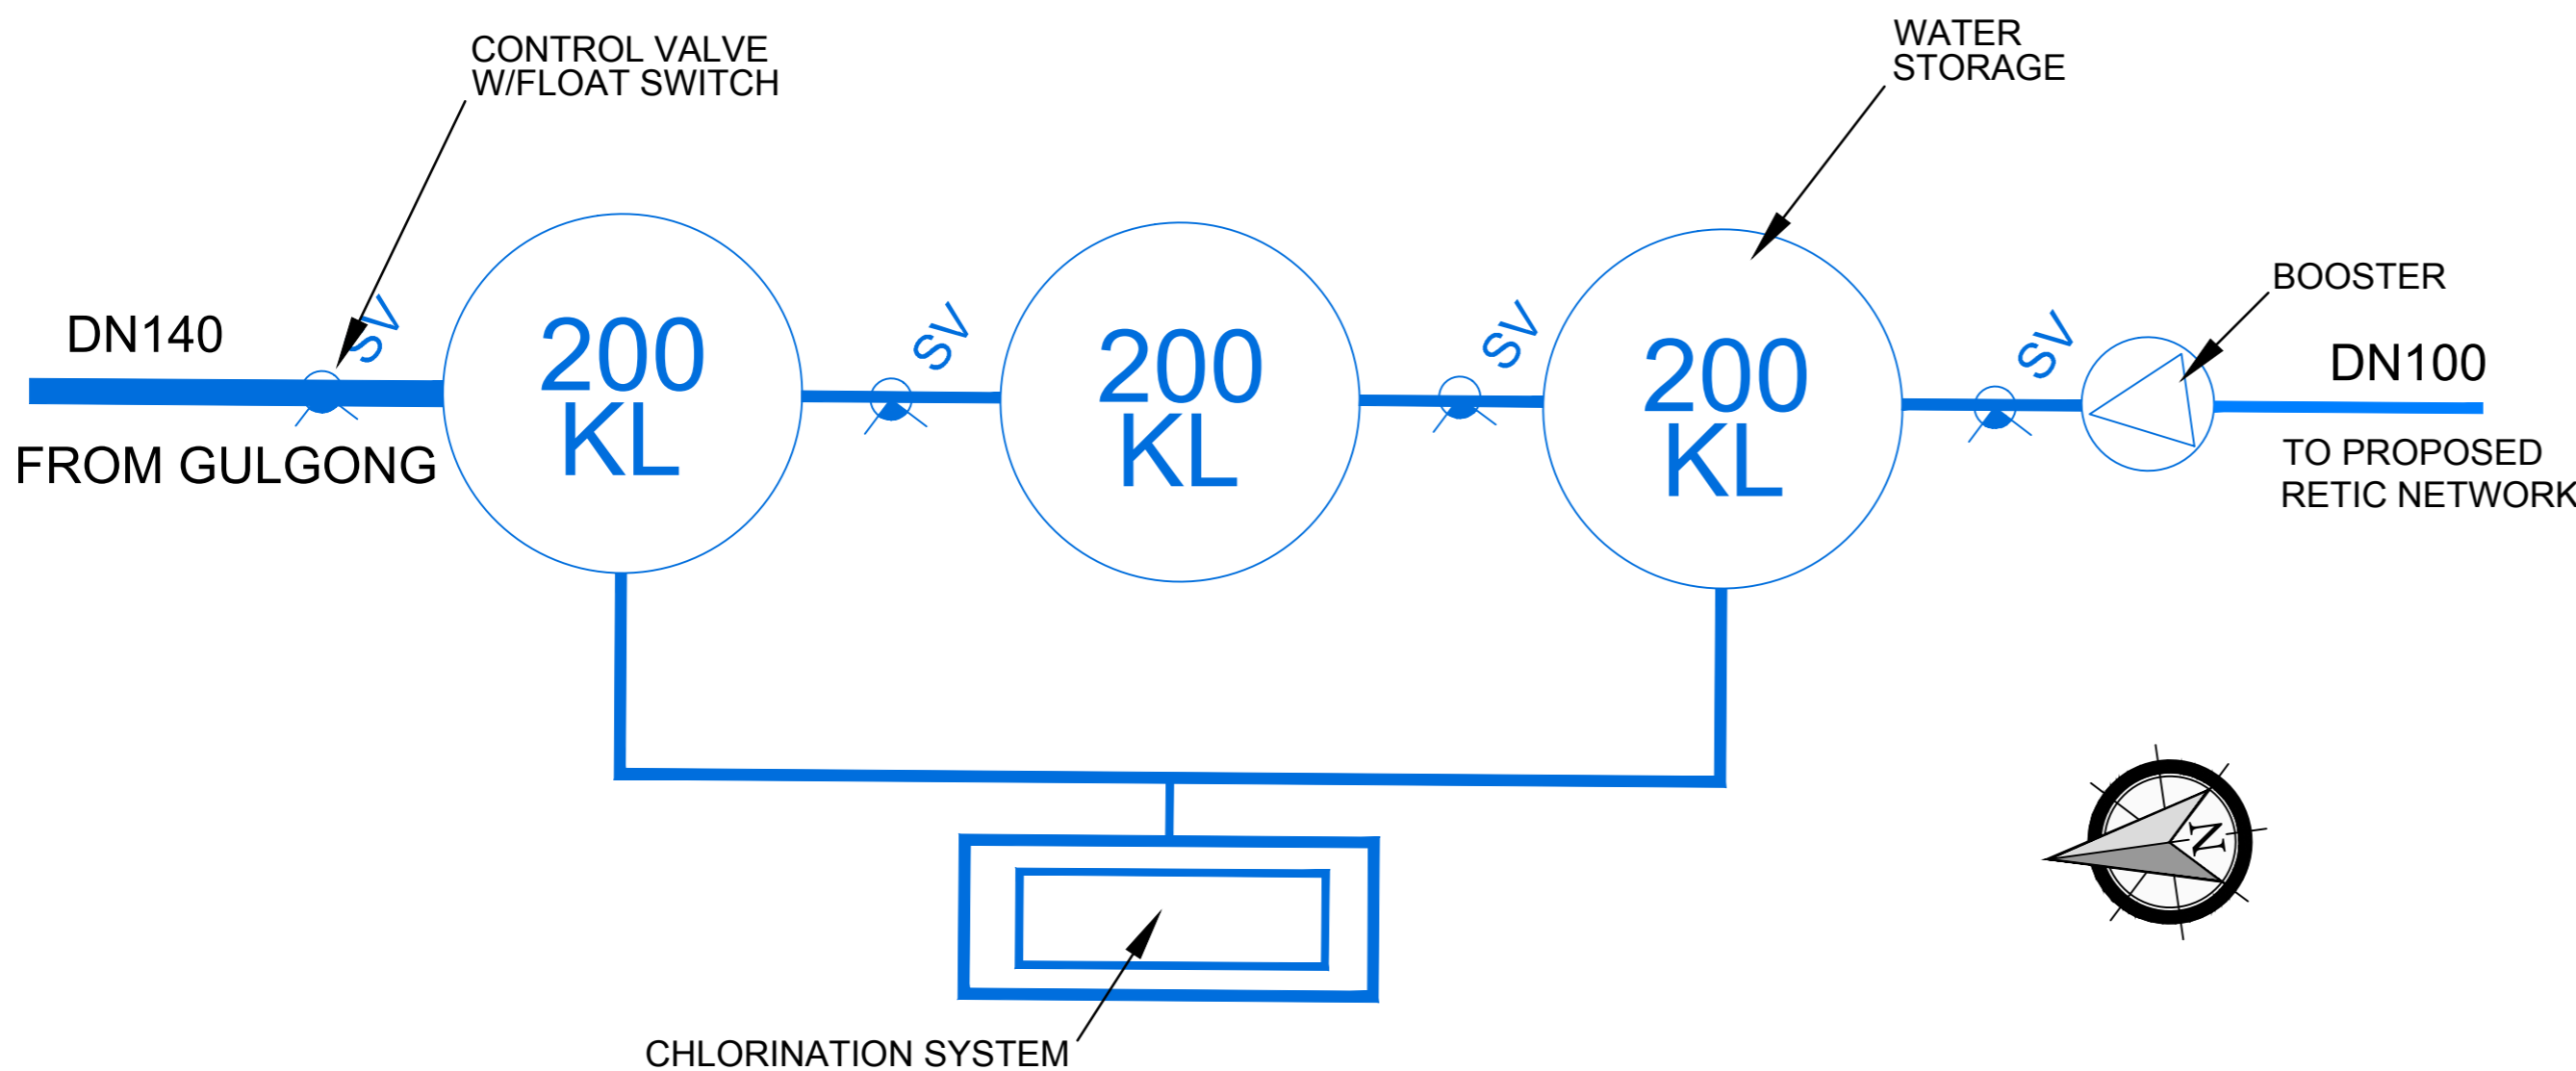 CONTROL VALVE
W/FLOAT SWITCH
WATER
STORAGE
BOOSTER
DN140
SV
200
KL
SV
200
KL
SV
200
KL
SV
DN100
FROM GULGONG
TO PROPOSED
RETIC NETWORK
N
CHLORINATION SYSTEM